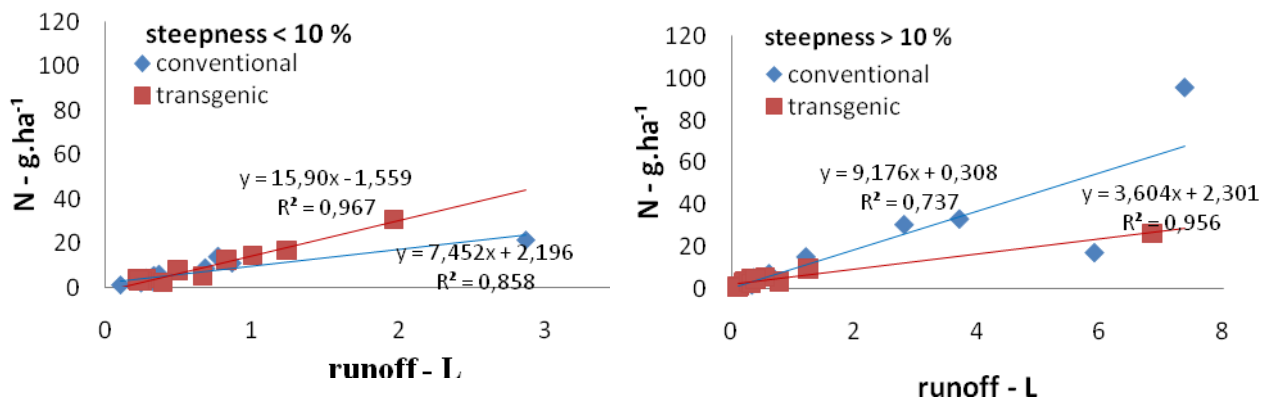 steepness < 10 %
conventional
transgenic
N - g.ha⁻¹
120
100
80
60
40
20
0
y = 15,90x - 1,559
R² = 0,967
y = 7,452x + 2,196
R² = 0,858
0 1 2 3
runoff - L
steepness > 10 %
conventional
transgenic
N - g.ha⁻¹
120
100
80
60
40
20
0
y = 9,176x + 0,308
R² = 0,737
y = 3,604x + 2,301
R² = 0,956
0 2 4 6 8
runoff - L